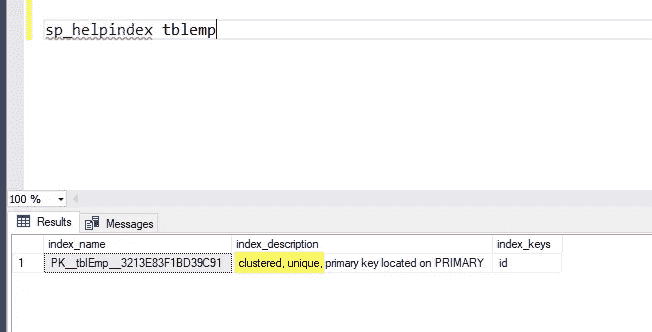 sp_helpindex tblemp
100 %
Results Messages
index_name index_description index_keys
1 PK__tblEmp__3213E83F1BD39C91 clustered, unique, primary key located on PRIMARY id